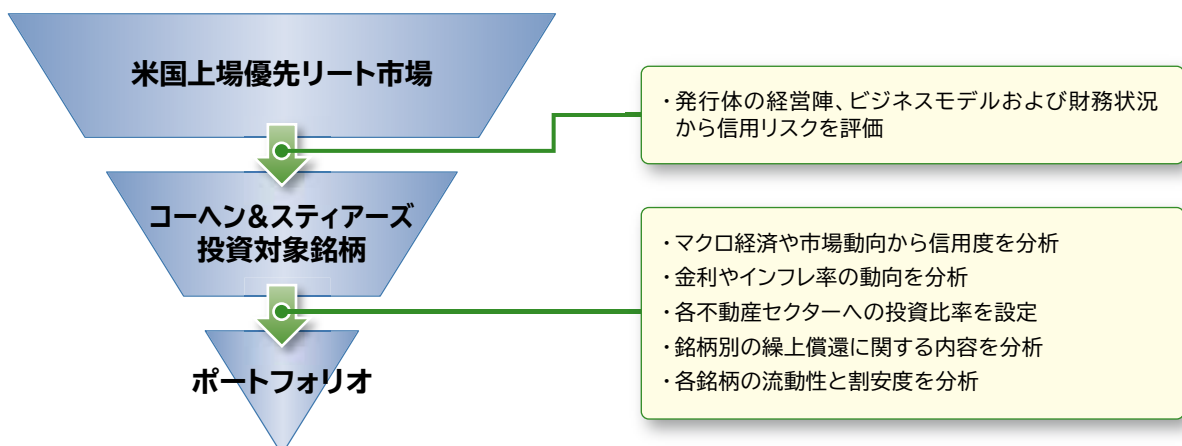 米国上場優先リート市場
・発行体の経営陣、ビジネスモデルおよび財務状況
から信用リスクを評価
コーヘン&スティアーズ
投資対象銘柄
・マクロ経済や市場動向から信用度を分析
・金利やインフレ率の動向を分析
・各不動産セクターへの投資比率を設定
・銘柄別の繰上償還に関する内容を分析
・各銘柄の流動性と割安度を分析
ポートフォリオ